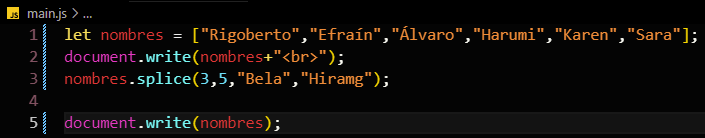 JS main.js > ...
1 let nombres = ["Rigoberto","Efraín","Álvaro","Harumi","Karen","Sara"];
2 document.write(nombres+"<br>");
3 nombres.splice(3,5,"Bela","Hiramg");
4
5 document.write(nombres);